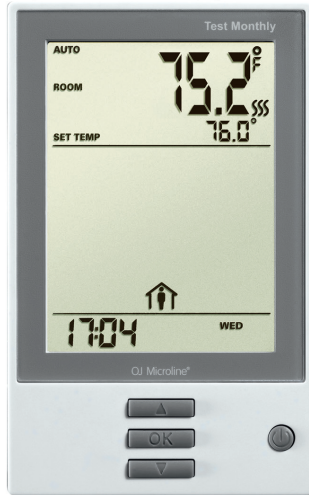 Test Monthly
AUTO
75.2°F
ROOM
SET TEMP 76.0°
17:04 WED
OJ Microline®
OK